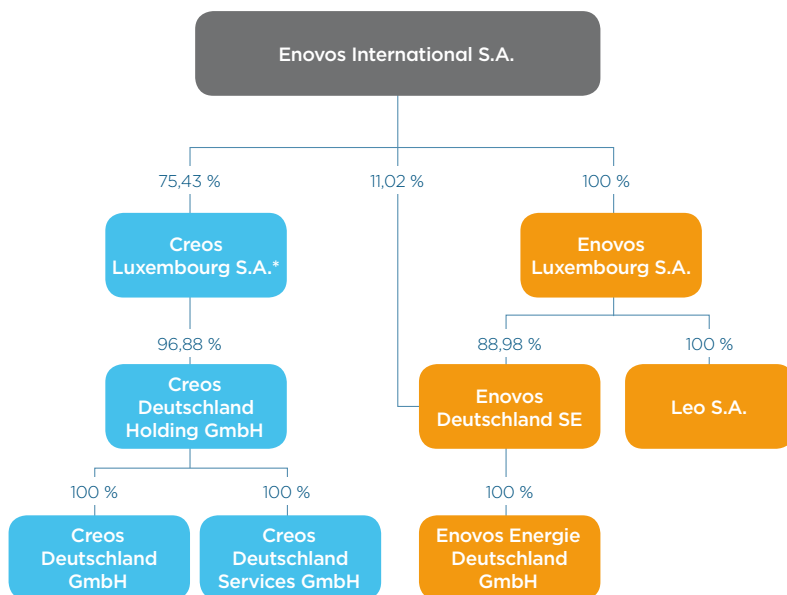 Enovos International S.A.
75,43 %
11,02 %
100 %
Creos
Luxembourg S.A.*
Enovos
Luxembourg S.A.
96,88 %
88,98 %
100 %
Creos
Deutschland
Holding GmbH
Enovos
Deutschland SE
Leo S.A.
100 %
100 %
100 %
Creos
Deutschland
GmbH
Creos
Deutschland
Services GmbH
Enovos Energie
Deutschland
GmbH